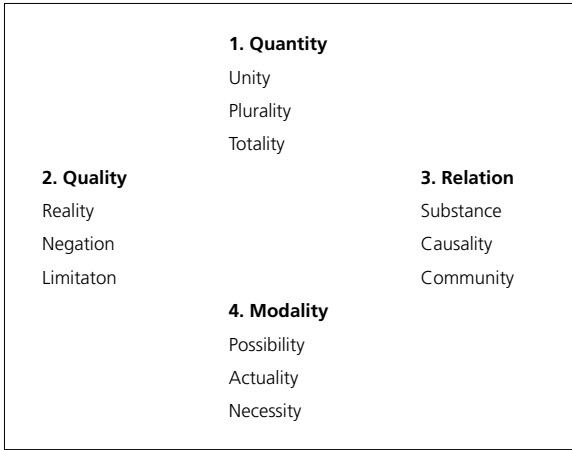 1. Quantity
Unity
Plurality
Totality
2. Quality
Reality
Negation
Limitaton
3. Relation
Substance
Causality
Community
4. Modality
Possibility
Actuality
Necessity